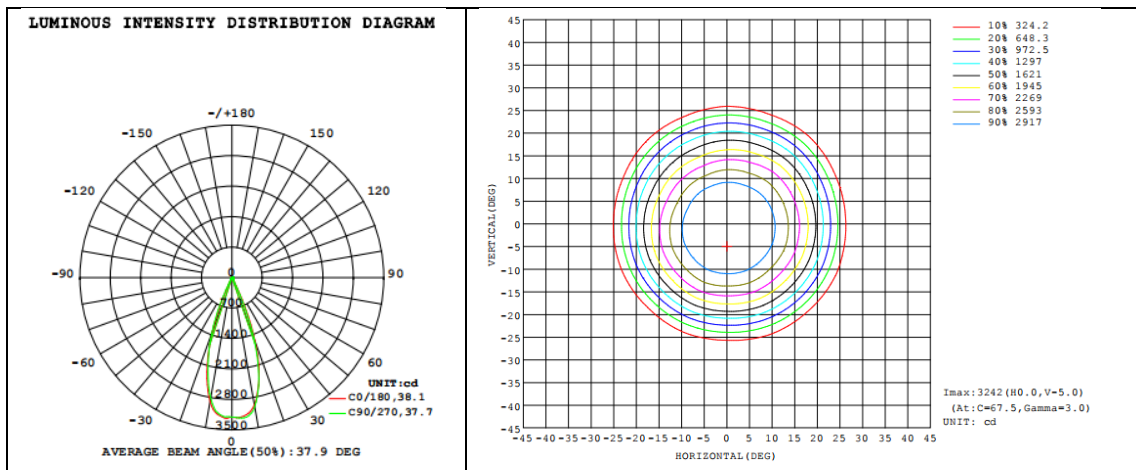 LUMINOUS INTENSITY DISTRIBUTION DIAGRAM
-/+180
-150 150
-120 120
-90 0 90
700
1400
-60 2100 60
UNIT:cd
2800 C0/180,38.1
-30 3500 30 C90/270,37.7
0
AVERAGE BEAM ANGLE(50%):37.9 DEG
45
40
35
30
25
20
15
10
5
0
-5
-10
-15
-20
-25
-30
-35
-40
-45
VERTICAL(DEG)
-45 -40 -35 -30 -25 -20 -15 -10 -5 0 5 10 15 20 25 30 35 40 45
HORIZONTAL(DEG)
10% 324.2
20% 648.3
30% 972.5
40% 1297
50% 1621
60% 1945
70% 2269
80% 2593
90% 2917
Imax:3242(H0.0,V=5.0)
(At:C=67.5,Gamma=3.0)
UNIT: cd